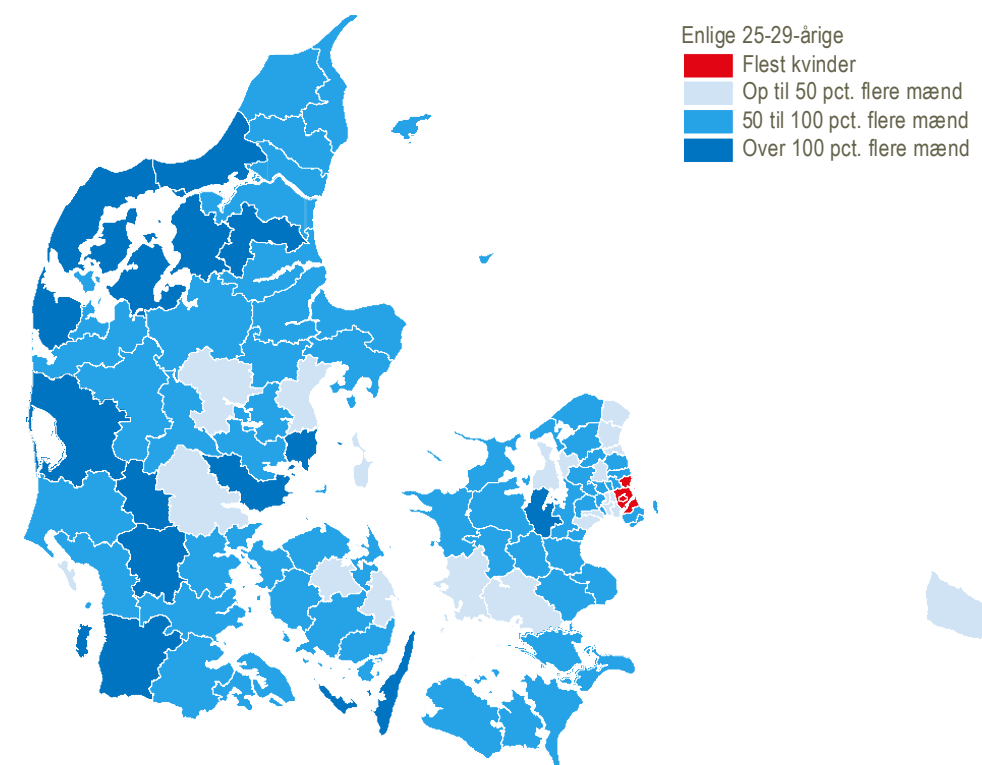 Enlige 25-29-årige
Flest kvinder
Op til 50 pct. flere mænd
50 til 100 pct. flere mænd
Over 100 pct. flere mænd